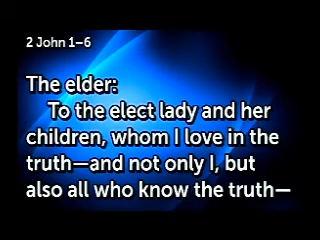 2 John 1–6
The elder:
To the elect lady and her
children, whom I love in the
truth—and not only I, but
also all who know the truth—